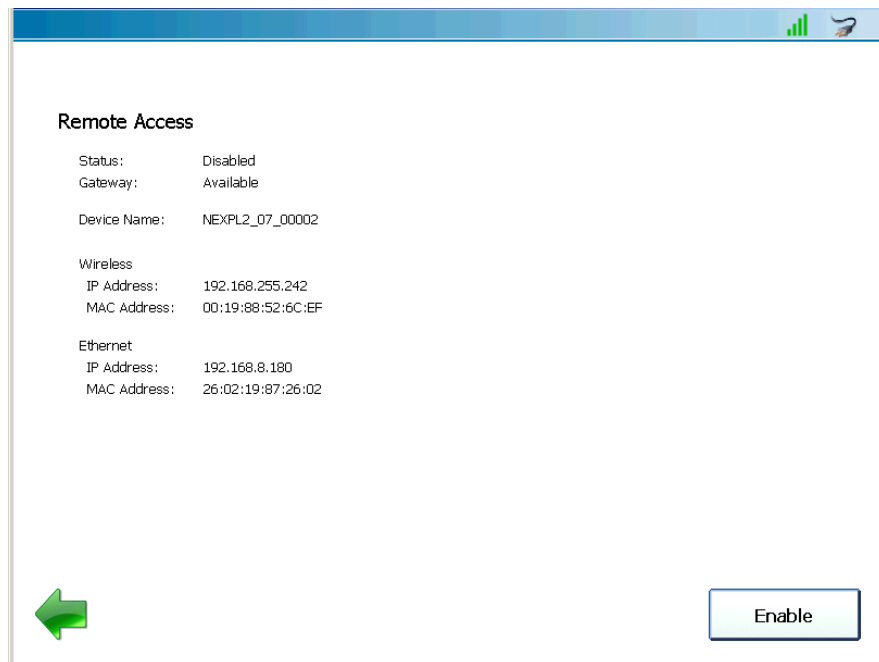 Remote Access
Status: Disabled
Gateway: Available
Device Name: NEXPL2_07_00002
Wireless
IP Address: 192.168.255.242
MAC Address: 00:19:88:52:6C:EF
Ethernet
IP Address: 192.168.8.180
MAC Address: 26:02:19:87:26:02
Enable